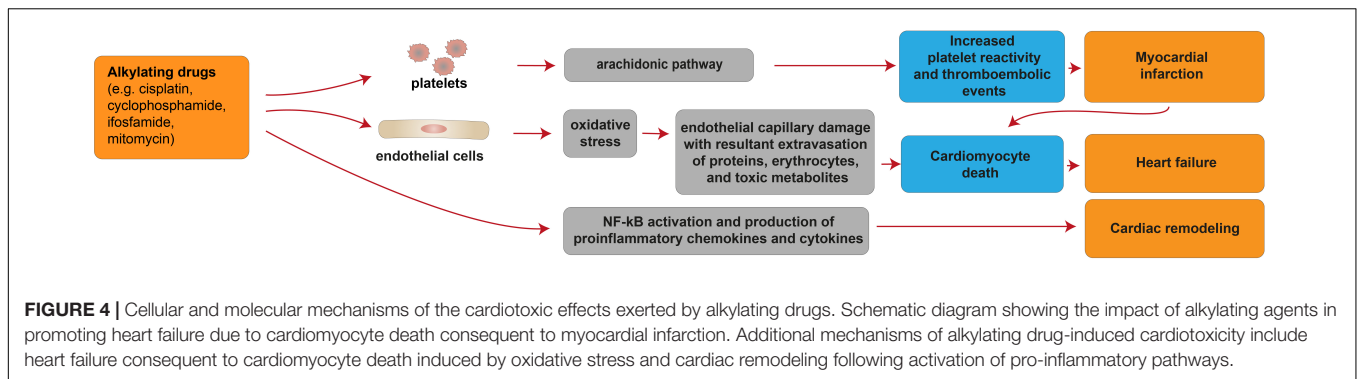 Alkylating drugs
(e.g. cisplatin,
cyclophosphamide,
ifosfamide,
mitomycin)
platelets
arachidonic pathway
Increased
platelet reactivity
and thromboembolic
events
Myocardial
infarction
endothelial cells
oxidative
stress
endothelial capillary damage
with resultant extravasation
of proteins, erythrocytes,
and toxic metabolites
Cardiomyocyte
death
Heart failure
NF-kB activation and production of
proinflammatory chemokines and cytokines
Cardiac remodeling
FIGURE 4 | Cellular and molecular mechanisms of the cardiotoxic effects exerted by alkylating drugs. Schematic diagram showing the impact of alkylating agents in
promoting heart failure due to cardiomyocyte death consequent to myocardial infarction. Additional mechanisms of alkylating drug-induced cardiotoxicity include
heart failure consequent to cardiomyocyte death induced by oxidative stress and cardiac remodeling following activation of pro-inflammatory pathways.